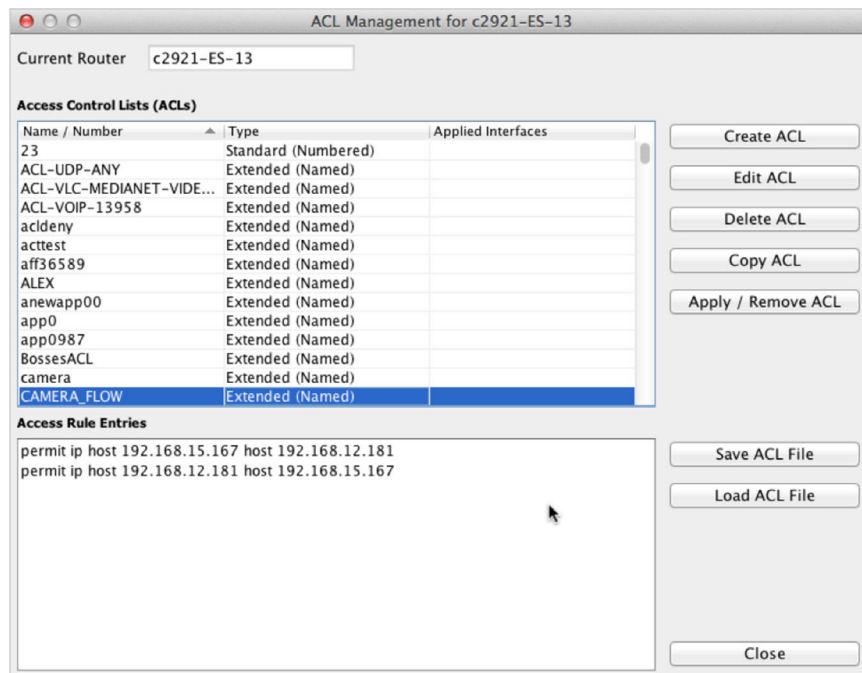 ACL Management for c2921-ES-13
Current Router c2921-ES-13
Access Control Lists (ACLs)
Name / Number Type Applied Interfaces
23 Standard (Numbered)
ACL-UDP-ANY Extended (Named)
ACL-VLC-MEDIANET-VIDE... Extended (Named)
ACL-VOIP-13958 Extended (Named)
acldeny Extended (Named)
acttest Extended (Named)
aff36589 Extended (Named)
ALEX Extended (Named)
anewapp00 Extended (Named)
app0 Extended (Named)
app0987 Extended (Named)
BossesACL Extended (Named)
camera Extended (Named)
CAMERA_FLOW Extended (Named)
Create ACL
Edit ACL
Delete ACL
Copy ACL
Apply / Remove ACL
Access Rule Entries
permit ip host 192.168.15.167 host 192.168.12.181
permit ip host 192.168.12.181 host 192.168.15.167
Save ACL File
Load ACL File
Close